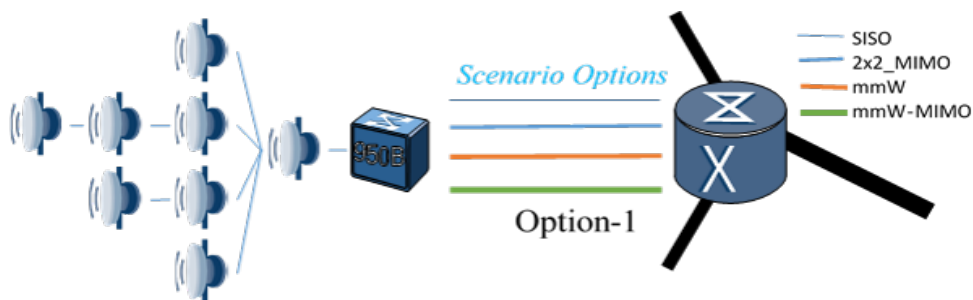 Scenario Options
950B
Option-1
X
SISO
2x2_MIMO
mmW
mmW-MIMO